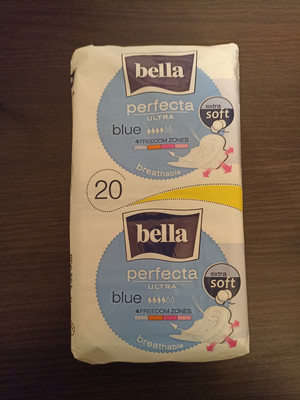 bella
perfecta
ULTRA
extra
soft
blue
4 FREEDOM ZONES
breathable
20
bella
perfecta
ULTRA
extra
soft
blue
4 FREEDOM ZONES
breathable